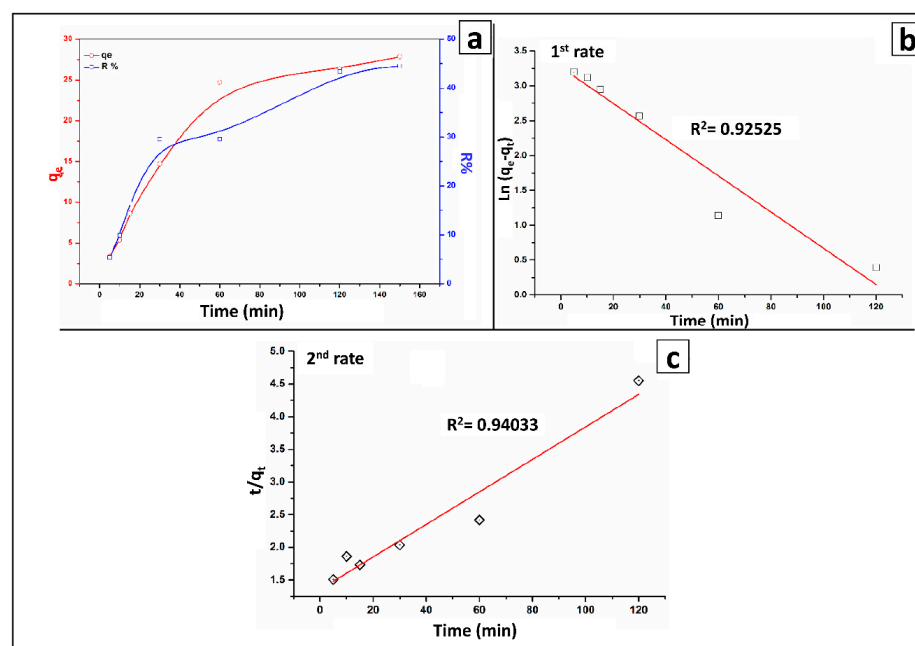 a
qe
R %
30
25
20
15
10
5
0
qe
50
40
30
20
10
0
R%
0 20 40 60 80 100 120 140 160
Time (min)
b
1st rate
R²= 0.92525
3.5
3.0
2.5
2.0
1.5
1.0
0.5
0.0
Ln (qe-qt)
0 20 40 60 80 100 120
Time (min)
c
2nd rate
R²= 0.94033
5.0
4.5
4.0
3.5
3.0
2.5
2.0
1.5
t/qt
0 20 40 60 80 100 120
Time (min)